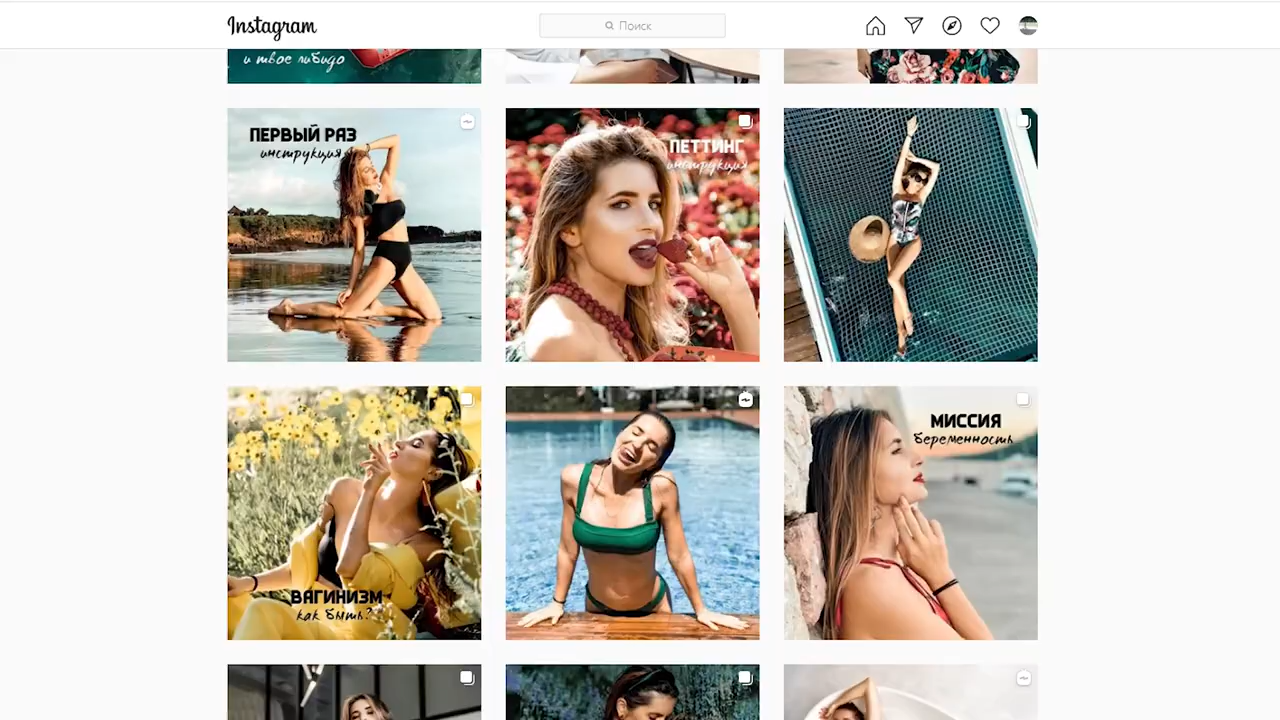 Instagram
Поиск
и твое либидо
ПЕРВЫЙ РАЗ
инструкция
ПЕТТИНГ
инструкция
ВАГИНИЗМ
как быть?
МИССИЯ
беременность